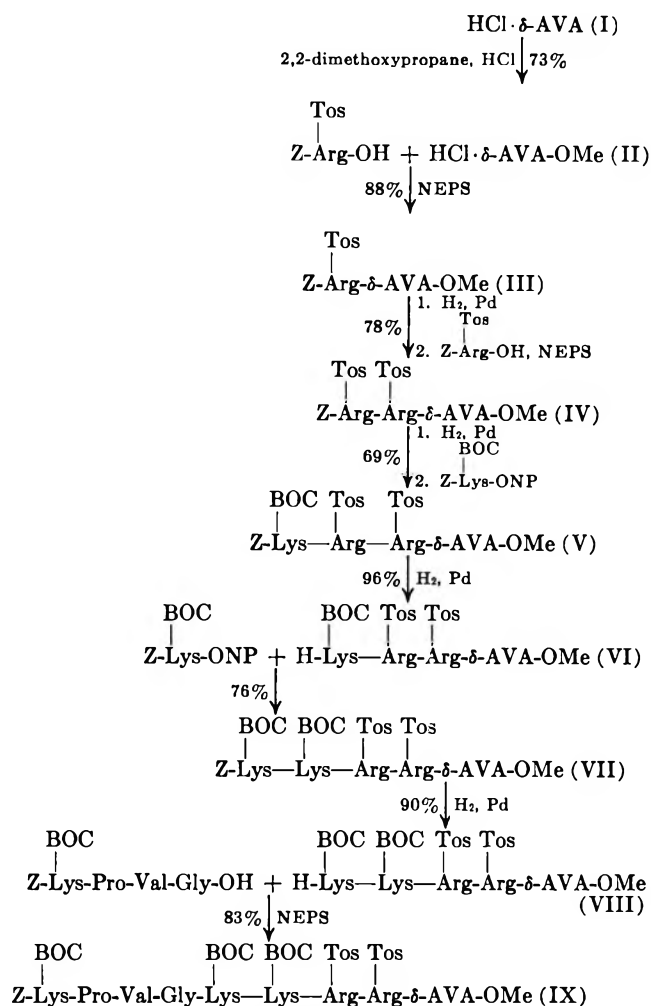 HCl·δ-AVA (I)
2,2-dimethoxypropane, HCl 73%
Tos
Z-Arg-OH + HCl·δ-AVA-OMe (II)
88% NEPS
Tos
Z-Arg-δ-AVA-OMe (III)
1. H₂, Pd
78% Tos
2. Z-Arg-OH, NEPS
Tos Tos
Z-Arg-Arg-δ-AVA-OMe (IV)
1. H₂, Pd
69% BOC
2. Z-Lys-ONP
BOC Tos Tos
Z-Lys—Arg—Arg-δ-AVA-OMe (V)
96% H₂, Pd
BOC BOC Tos Tos
Z-Lys-ONP + H-Lys—Arg-Arg-δ-AVA-OMe (VI)
76%
BOC BOC Tos Tos
Z-Lys—Lys—Arg-Arg-δ-AVA-OMe (VII)
90% H₂, Pd
BOC BOC BOC Tos Tos
Z-Lys-Pro-Val-Gly-OH + H-Lys—Lys—Arg-Arg-δ-AVA-OMe
(VIII)
83% NEPS
BOC BOC BOC Tos Tos
Z-Lys-Pro-Val-Gly-Lys—Lys—Arg-Arg-δ-AVA-OMe (IX)